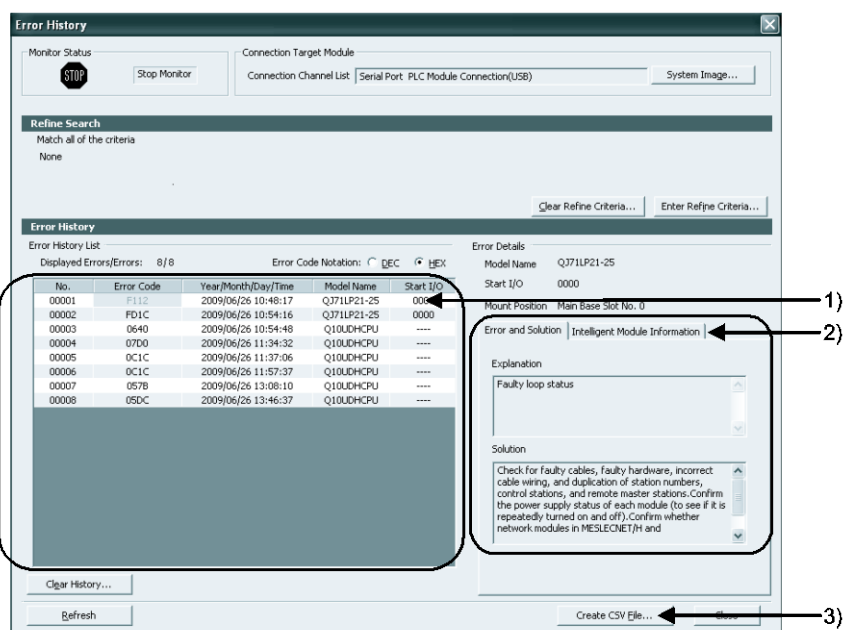 Error History
Monitor Status
STOP
Stop Monitor
Connection Target Module
Connection Channel List
Serial Port PLC Module Connection(USB)
System Image...
Refine Search
Match all of the criteria
None
Clear Refine Criteria...
Enter Refine Criteria...
Error History
Error History List
Displayed Errors/Errors: 8/8
Error Code Notation: DEC HEX
No. Error Code Year/Month/Day/Time Model Name Start I/O
00001 F112 2009/06/26 10:48:17 QJ71LP21-25 0000
00002 FD1C 2009/06/26 10:54:16 QJ71LP21-25 0000
00003 0640 2009/06/26 10:54:48 Q10UDHCPU ----
00004 07D0 2009/06/26 11:34:32 Q10UDHCPU ----
00005 0C1C 2009/06/26 11:37:06 Q10UDHCPU ----
00006 0C1C 2009/06/26 11:57:37 Q10UDHCPU ----
00007 057B 2009/06/26 13:08:10 Q10UDHCPU ----
00008 05DC 2009/06/26 13:46:37 Q10UDHCPU ----
Error Details
Model Name QJ71LP21-25
Start I/O 0000
Mount Position Main Base Slot No. 0
1)
Error and Solution
Intelligent Module Information
2)
Explanation
Faulty loop status
Solution
Check for faulty cables, faulty hardware, incorrect
cable wiring, and duplication of station numbers,
control stations, and remote master stations.Confirm
the power supply status of each module (to see if it is
repeatedly turned on and off).Confirm whether
network modules in MESLECNET/H and
Clear History...
Refresh
Create CSV File...
Close
3)